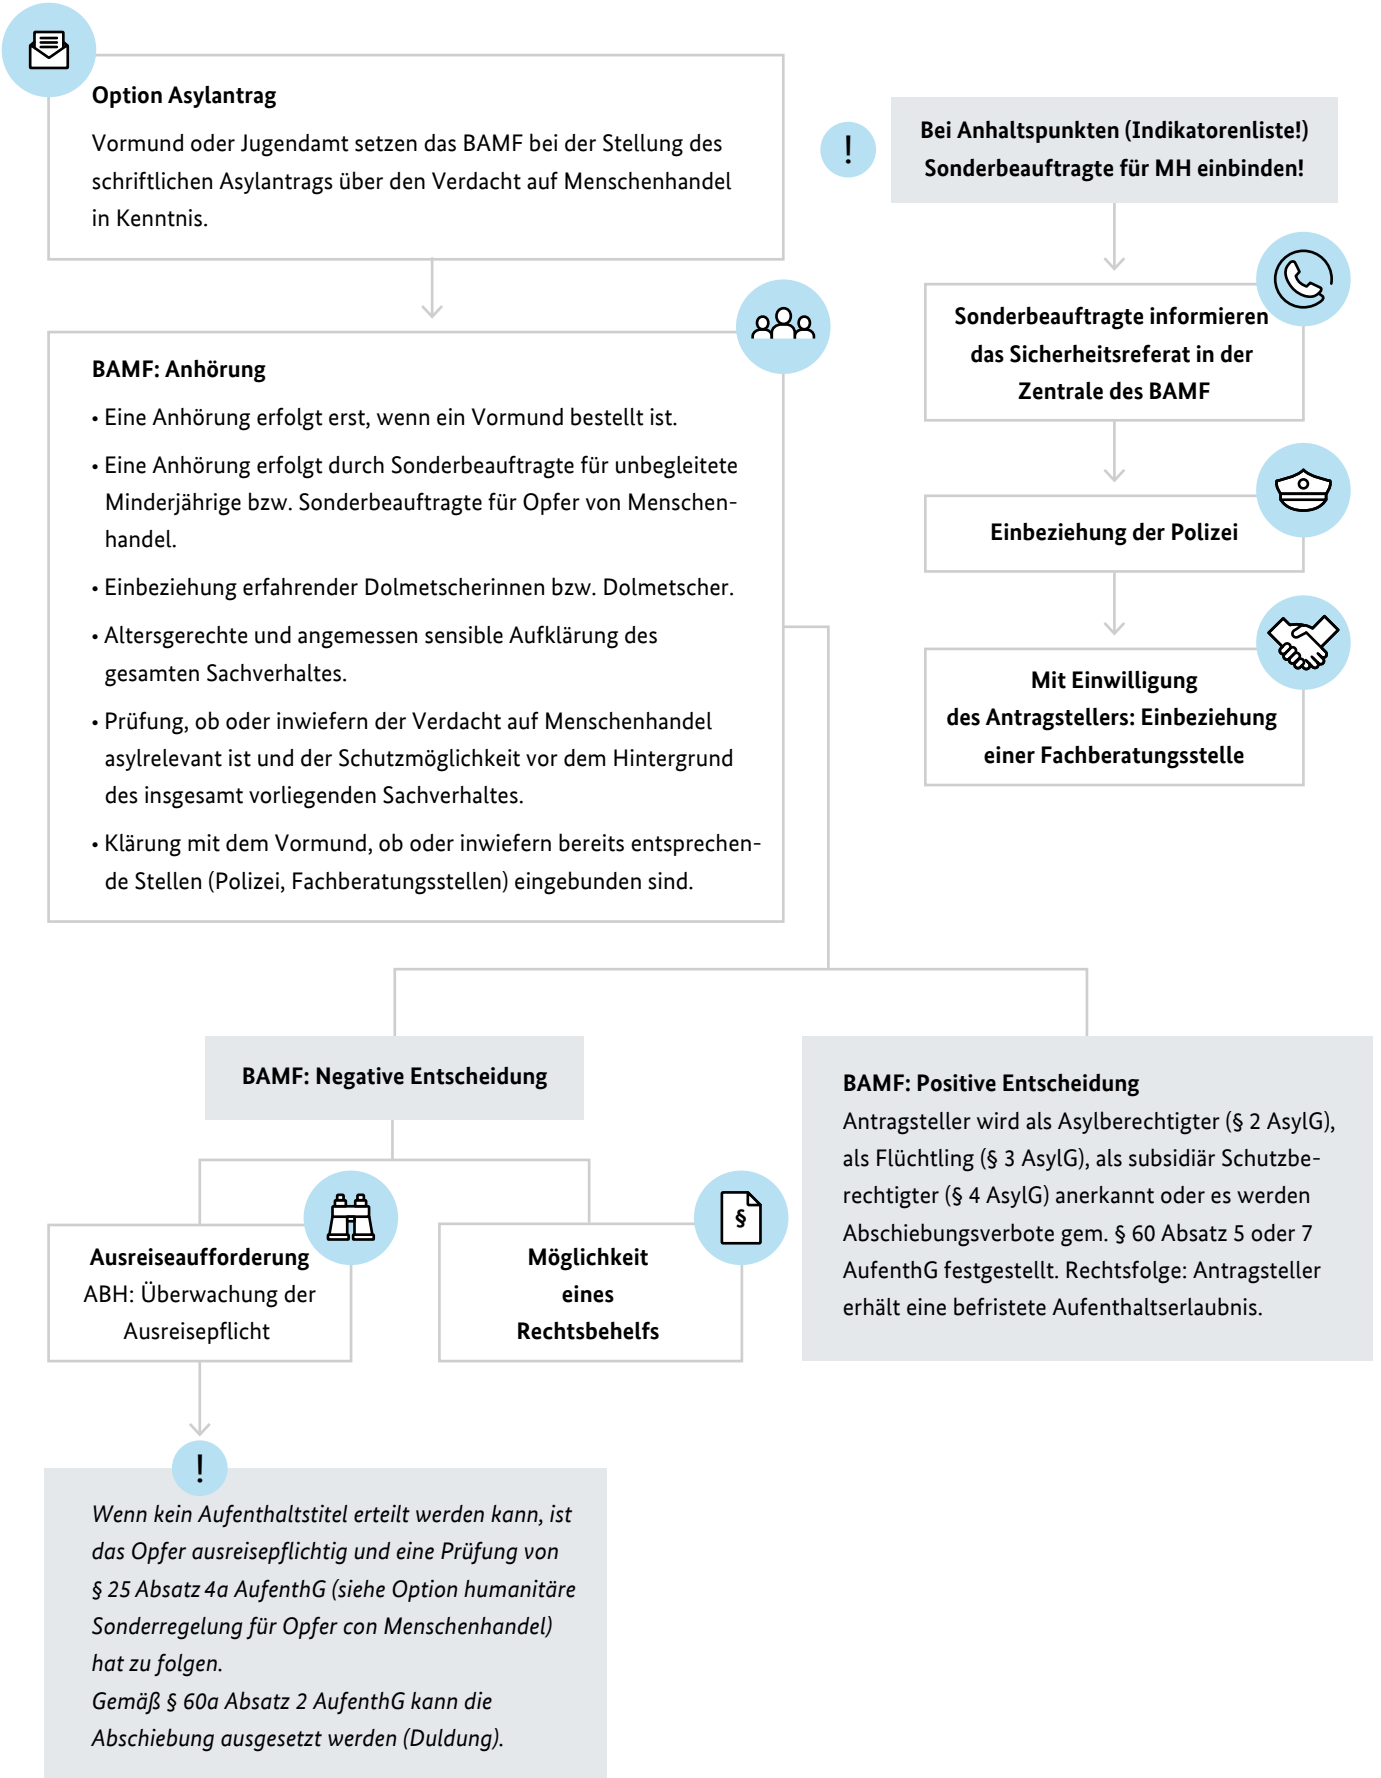 Option Asylantrag
Vormund oder Jugendamt setzen das BAMF bei der Stellung des
schriftlichen Asylantrags über den Verdacht auf Menschenhandel
in Kenntnis.
!
Bei Anhaltspunkten (Indikatorenliste!)
Sonderbeauftragte für MH einbinden!
Sonderbeauftragte informieren
das Sicherheitsreferat in der
Zentrale des BAMF
Einbeziehung der Polizei
Mit Einwilligung
des Antragstellers: Einbeziehung
einer Fachberatungsstelle
BAMF: Anhörung
• Eine Anhörung erfolgt erst, wenn ein Vormund bestellt ist.
• Eine Anhörung erfolgt durch Sonderbeauftragte für unbegleitete
Minderjährige bzw. Sonderbeauftragte für Opfer von Menschen-
handel.
• Einbeziehung erfahrender Dolmetscherinnen bzw. Dolmetscher.
• Altersgerechte und angemessen sensible Aufklärung des
gesamten Sachverhaltes.
• Prüfung, ob oder inwiefern der Verdacht auf Menschenhandel
asylrelevant ist und der Schutzmöglichkeit vor dem Hintergrund
des insgesamt vorliegenden Sachverhaltes.
• Klärung mit dem Vormund, ob oder inwiefern bereits entsprechen-
de Stellen (Polizei, Fachberatungsstellen) eingebunden sind.
BAMF: Negative Entscheidung
BAMF: Positive Entscheidung
Antragsteller wird als Asylberechtigter (§ 2 AsylG),
als Flüchtling (§ 3 AsylG), als subsidiär Schutzbe-
rechtigter (§ 4 AsylG) anerkannt oder es werden
Abschiebungsverbote gem. § 60 Absatz 5 oder 7
AufenthG festgestellt. Rechtsfolge: Antragsteller
erhält eine befristete Aufenthaltserlaubnis.
Ausreiseaufforderung
ABH: Überwachung der
Ausreisepflicht
§
Möglichkeit
eines
Rechtsbehelfs
!
Wenn kein Aufenthaltstitel erteilt werden kann, ist
das Opfer ausreisepflichtig und eine Prüfung von
§ 25 Absatz 4a AufenthG (siehe Option humanitäre
Sonderregelung für Opfer con Menschenhandel)
hat zu folgen.
Gemäß § 60a Absatz 2 AufenthG kann die
Abschiebung ausgesetzt werden (Duldung).